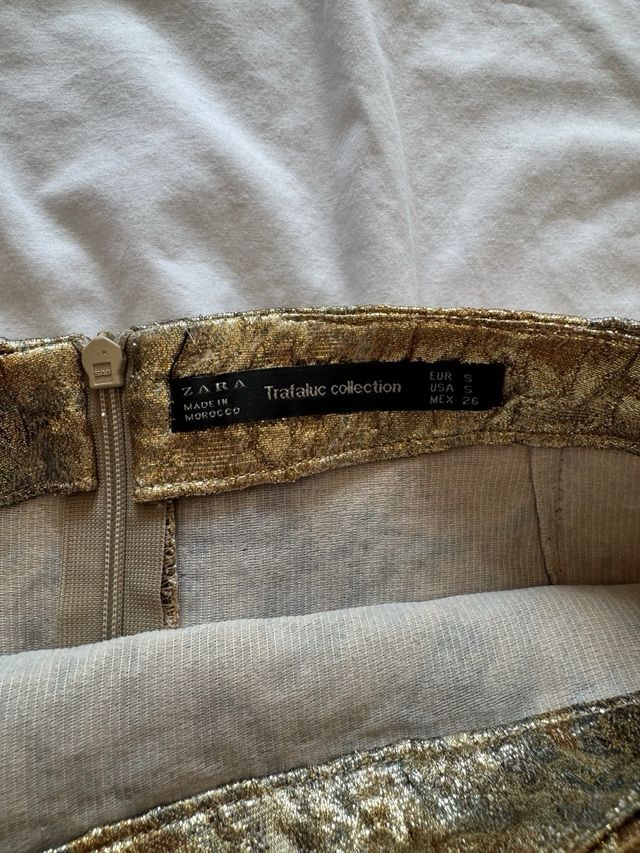 ZARA
MADE IN
MOROCCO
Trafaluc collection
EUR S
USA S
MEX 26